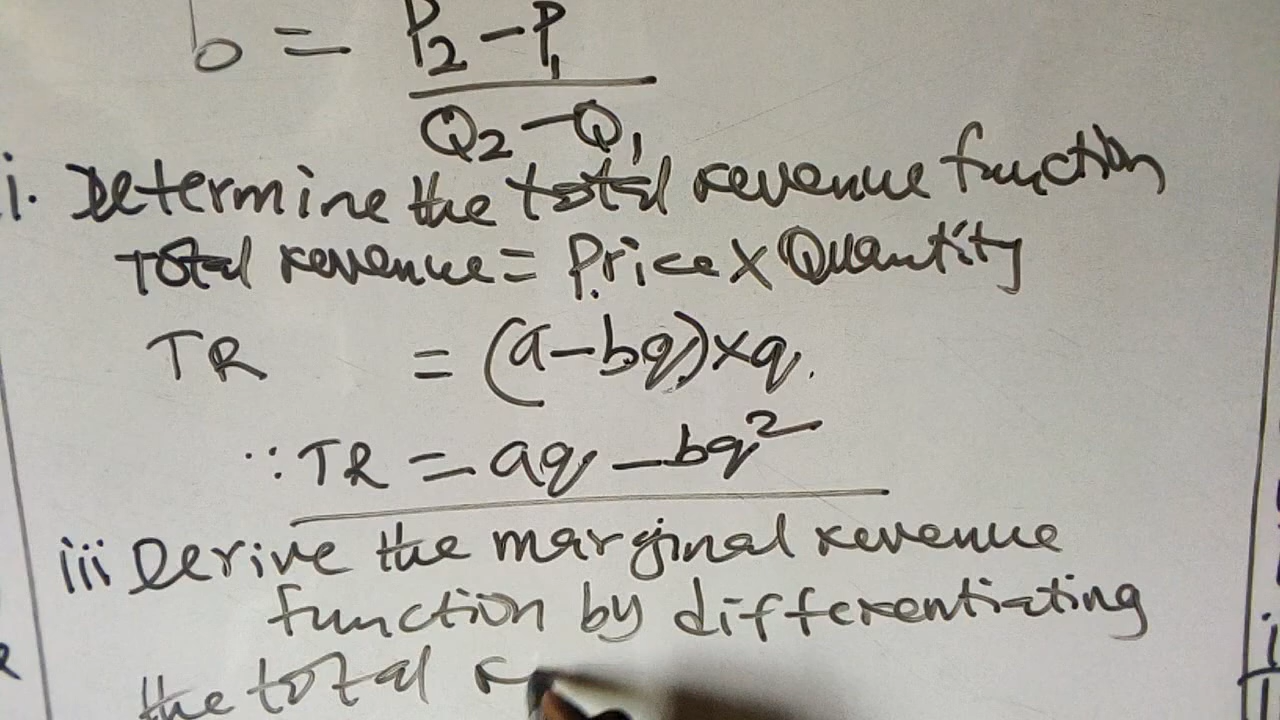 b = P₂ - P₁
Q₂ - Q₁
i. Determine the total revenue function
Total revenue = Price × Quantity
TR = (a - bq) × q.
∵ TR = aq - bq²
iii Derive the marginal revenue
function by differentiating
the total